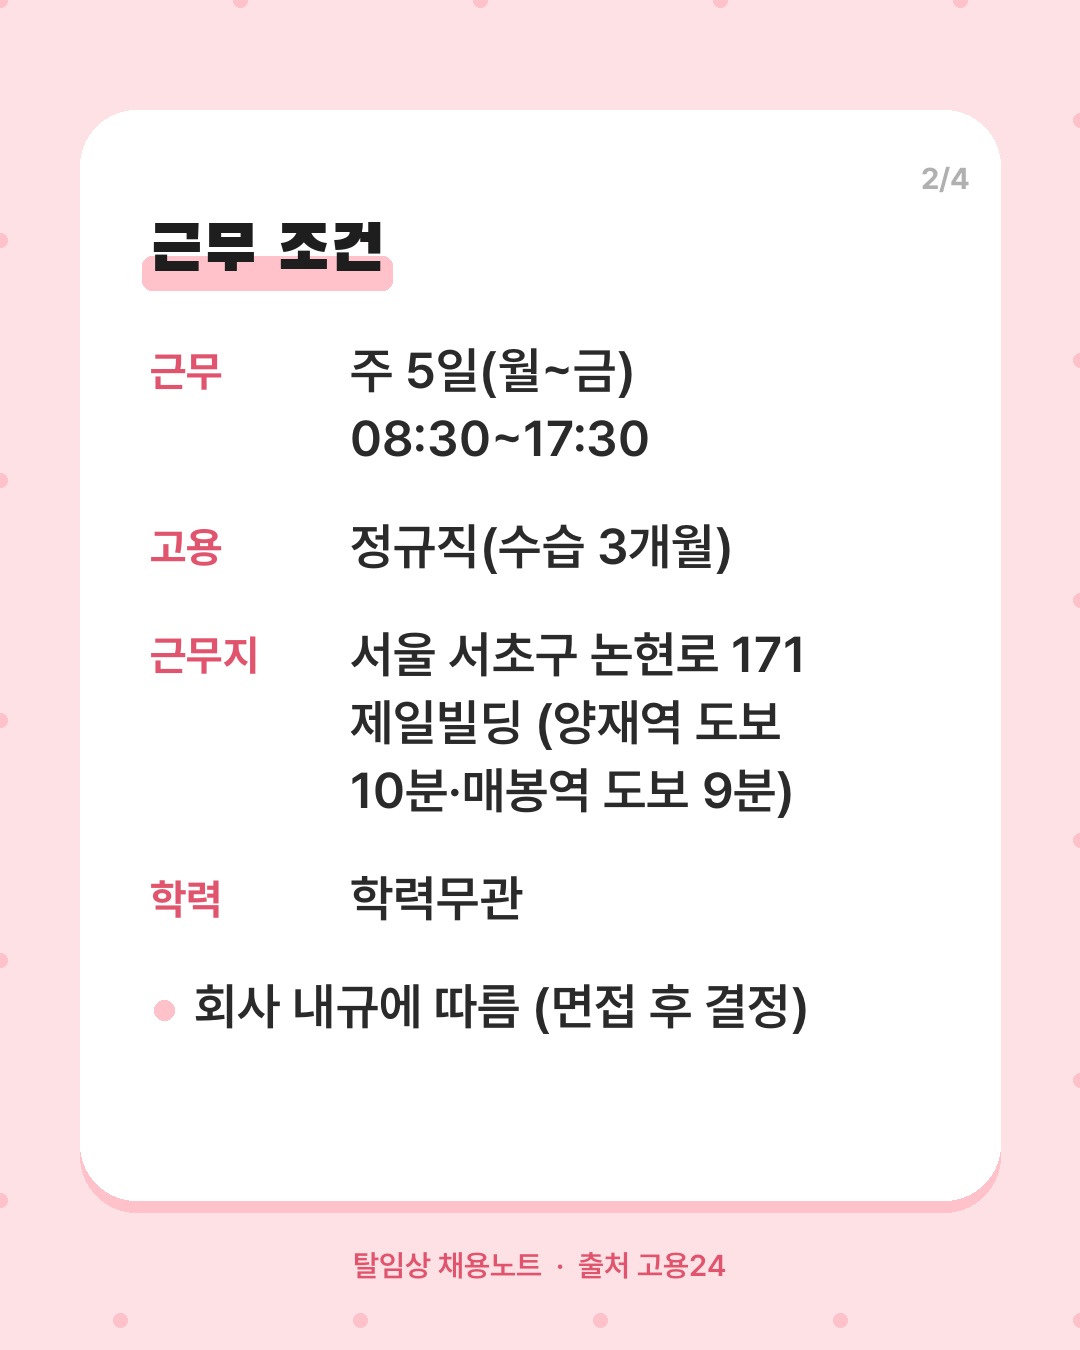 2/4
근무 조건
근무 주 5일(월~금)
08:30~17:30
고용 정규직(수습 3개월)
근무지 서울 서초구 논현로 171
제일빌딩 (양재역 도보
10분·매봉역 도보 9분)
학력 학력무관
회사 내규에 따름 (면접 후 결정)
탈임상 채용노트 · 출처 고용24